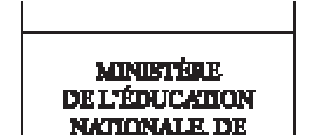 MINISTÈRE
DE L'ÉDUCATION
NATIONALE, DE